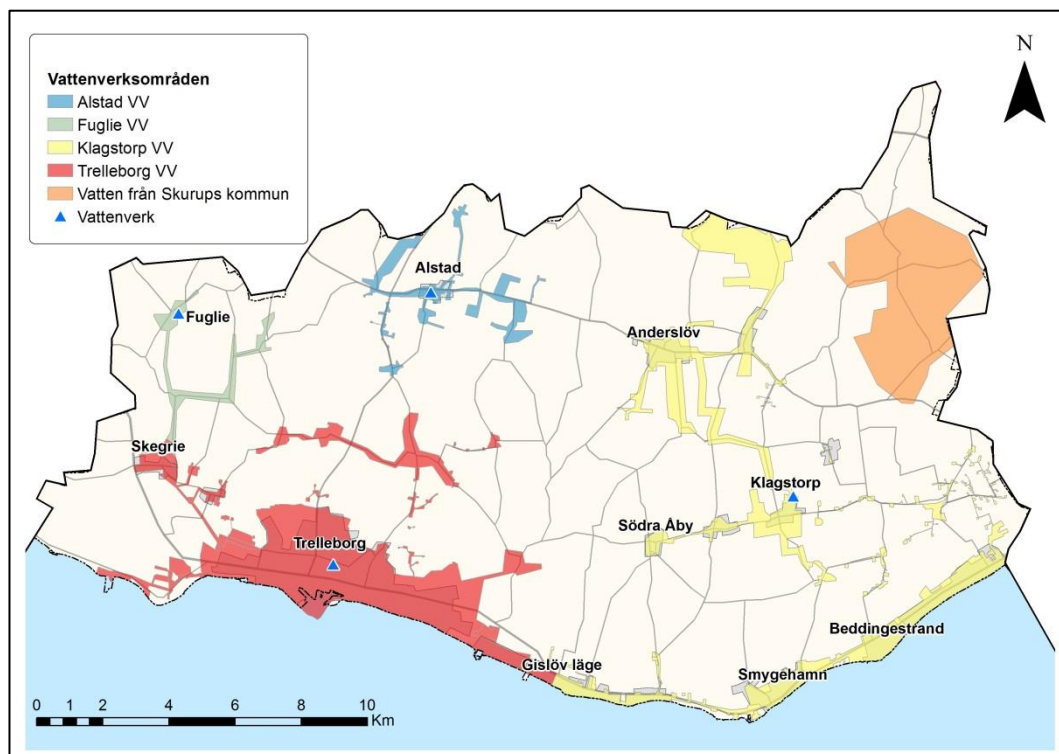 Vattenverksområden
Alstad VV
Fuglie VV
Klagstorp VV
Trelleborg VV
Vatten från Skurups kommun
Vattenverk
N
Alstad
Fuglie
Anderslöv
Skegrie
Klagstorp
Södra Åby
Trelleborg
Beddingestrand
Gislöv läge
Smygehamn
0 1 2 4 6 8 10
Km